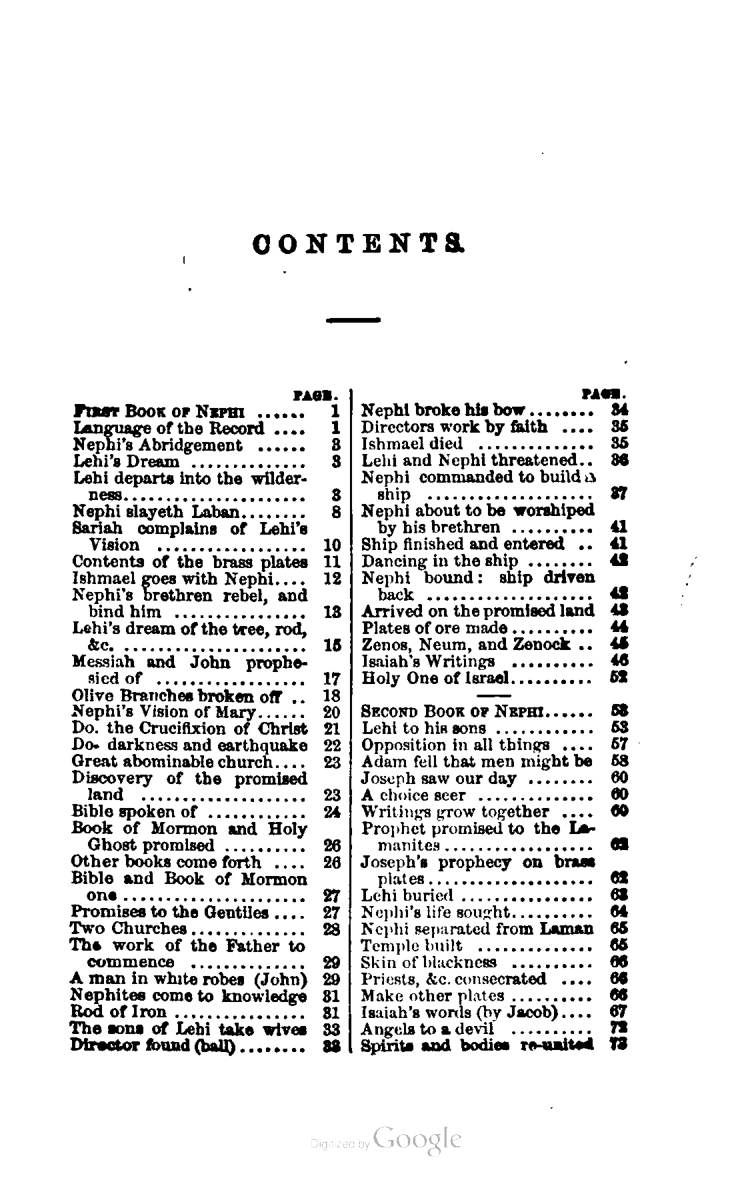 CONTENTS.
PAGE.
FIRST BOOK OF NEPHI ...... 1
Language of the Record .... 1
Nephi's Abridgement ...... 3
Lehi's Dream .............. 3
Lehi departs into the wilder-
ness...................... 3
Nephi slayeth Laban........ 8
Sariah complains of Lehi's
Vision .................. 10
Contents of the brass plates 11
Ishmael goes with Nephi.... 12
Nephi's brethren rebel, and
bind him ................ 13
Lehi's dream of the tree, rod,
&c. ...................... 15
Messiah and John prophe-
sied of .................. 17
Olive Branches broken off .. 18
Nephi's Vision of Mary...... 20
Do. the Crucifixion of Christ 21
Do. darkness and earthquake 22
Great abominable church.... 23
Discovery of the promised
land .................... 23
Bible spoken of ............ 24
Book of Mormon and Holy
Ghost promised .......... 26
Other books come forth .... 26
Bible and Book of Mormon
one ...................... 27
Promises to the Gentiles .... 27
Two Churches.............. 28
The work of the Father to
commence .............. 29
A man in white robes (John) 29
Nephites come to knowledge 31
Rod of Iron ................ 31
The sons of Lehi take wives 33
Director found (ball)........ 33
PAGE.
Nephi broke his bow........ 34
Directors work by faith .... 35
Ishmael died .............. 35
Lehi and Nephi threatened.. 36
Nephi commanded to build a
ship .................... 37
Nephi about to be worshiped
by his brethren .......... 41
Ship finished and entered .. 41
Dancing in the ship ........ 42
Nephi bound: ship driven
back .................... 42
Arrived on the promised land 43
Plates of ore made.......... 44
Zenos, Neum, and Zenock .. 45
Isaiah's Writings .......... 46
Holy One of Israel.......... 52
SECOND BOOK OF NEPHI...... 53
Lehi to his sons ............ 53
Opposition in all things .... 57
Adam fell that men might be 58
Joseph saw our day ........ 60
A choice seer .............. 60
Writings grow together .... 60
Prophet promised to the La-
manites .................. 62
Joseph's prophecy on brass
plates.................... 62
Lehi buried ................ 63
Nephi's life sought.......... 64
Nephi separated from Laman 65
Temple built .............. 65
Skin of blackness .......... 66
Priests, &c. consecrated .... 66
Make other plates .......... 66
Isaiah's words (by Jacob).... 67
Angels to a devil .......... 72
Spirits and bodies re-united 73
Digitized by Google